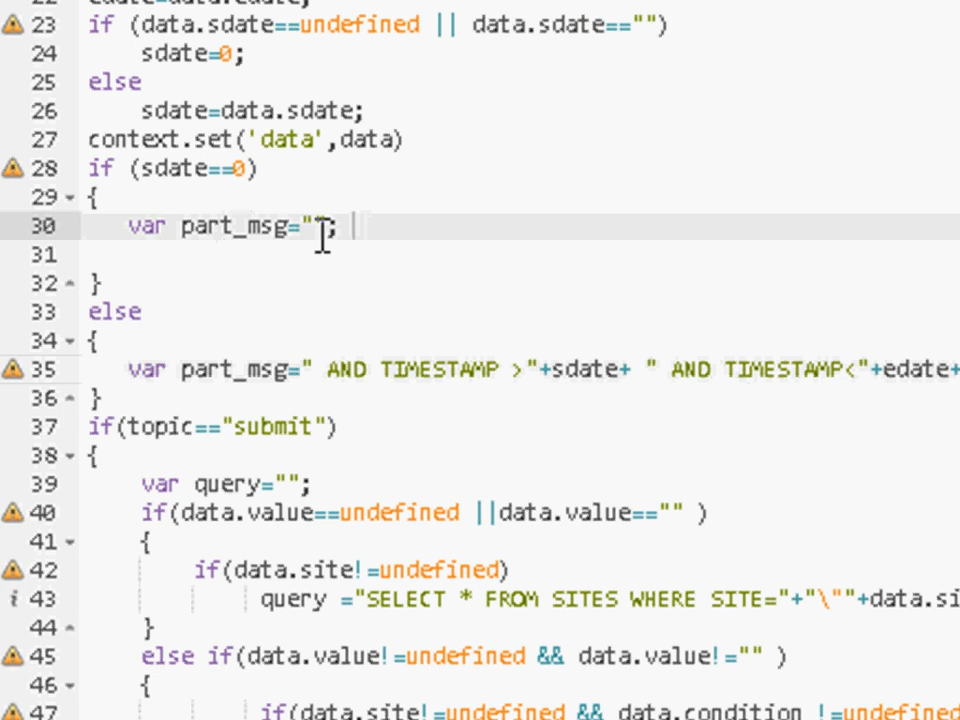 22 edate=data.edate;
23 if (data.sdate==undefined || data.sdate=="")
24 sdate=0;
25 else
26 sdate=data.sdate;
27 context.set('data',data)
28 if (sdate==0)
29 {
30 var part_msg="";
31
32 }
33 else
34 {
35 var part_msg=" AND TIMESTAMP >"+sdate+ " AND TIMESTAMP<"+edate+
36 }
37 if(topic=="submit")
38 {
39 var query="";
40 if(data.value==undefined ||data.value=="" )
41 {
42 if(data.site!=undefined)
43 query ="SELECT * FROM SITES WHERE SITE="+"\""+data.si
44 }
45 else if(data.value!=undefined && data.value!="" )
46 {
47 if(data.site!=undefined && data.condition !=undefined